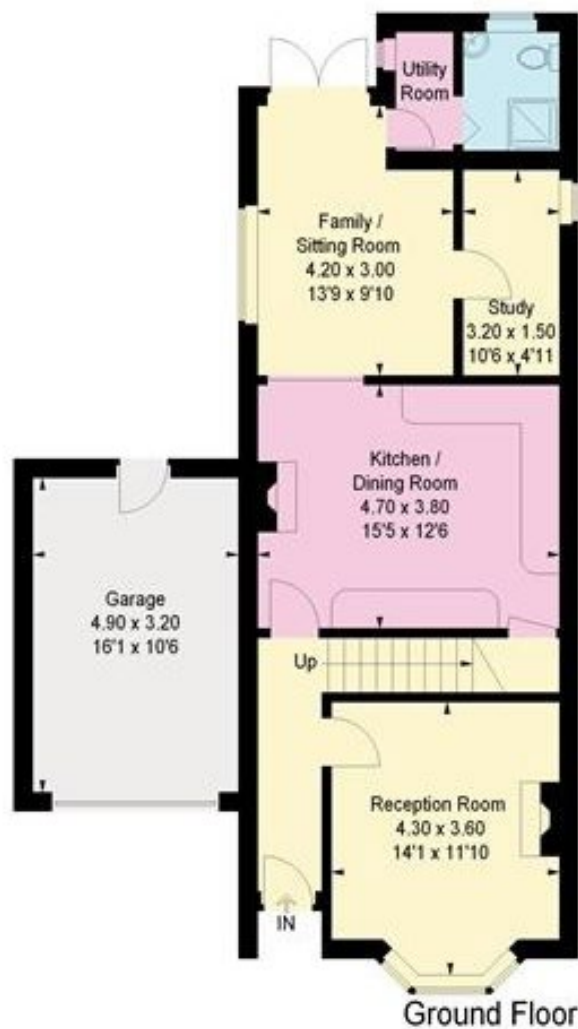 Utility
Room
Family /
Sitting Room
4.20 x 3.00
13'9 x 9'10
Study
3.20 x 1.50
10'6 x 4'11
Kitchen /
Dining Room
4.70 x 3.80
15'5 x 12'6
Garage
4.90 x 3.20
16'1 x 10'6
Up
Reception Room
4.30 x 3.60
14'1 x 11'10
IN
Ground Floor